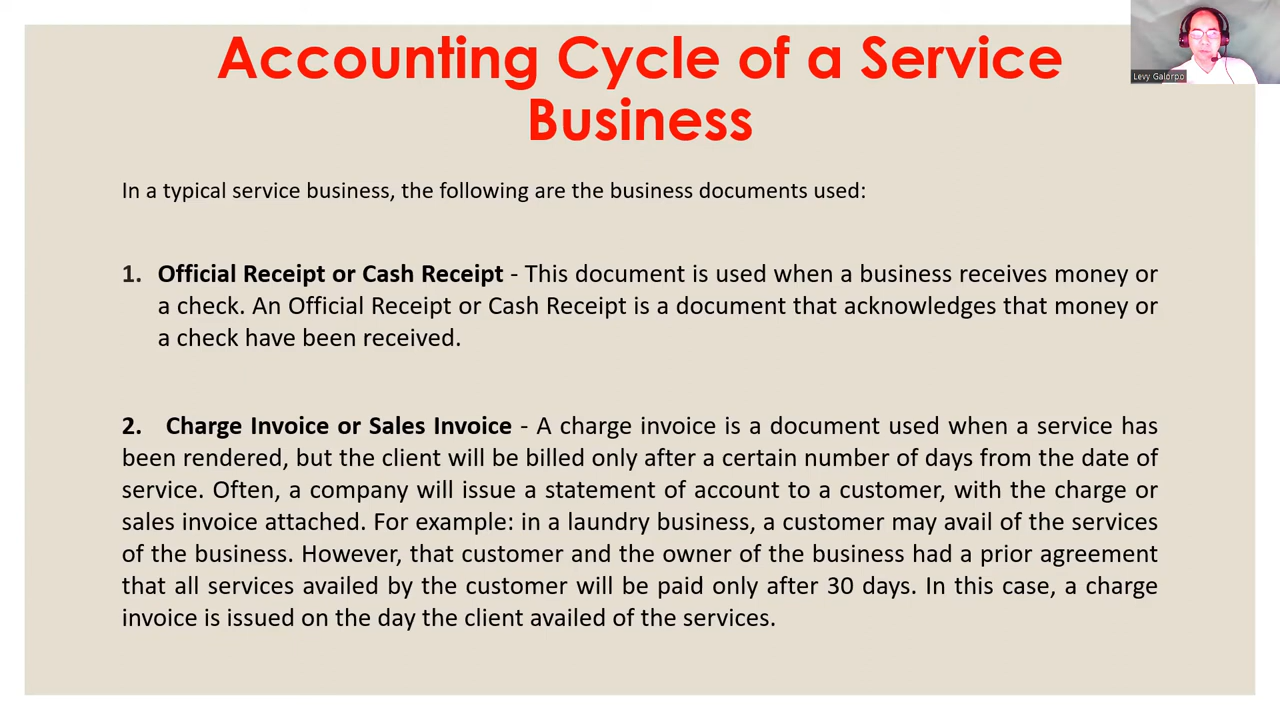 Accounting Cycle of a Service
Business
Levy Galorpo
In a typical service business, the following are the business documents used:
1. Official Receipt or Cash Receipt - This document is used when a business receives money or
a check. An Official Receipt or Cash Receipt is a document that acknowledges that money or
a check have been received.
2. Charge Invoice or Sales Invoice - A charge invoice is a document used when a service has
been rendered, but the client will be billed only after a certain number of days from the date of
service. Often, a company will issue a statement of account to a customer, with the charge or
sales invoice attached. For example: in a laundry business, a customer may avail of the services
of the business. However, that customer and the owner of the business had a prior agreement
that all services availed by the customer will be paid only after 30 days. In this case, a charge
invoice is issued on the day the client availed of the services.